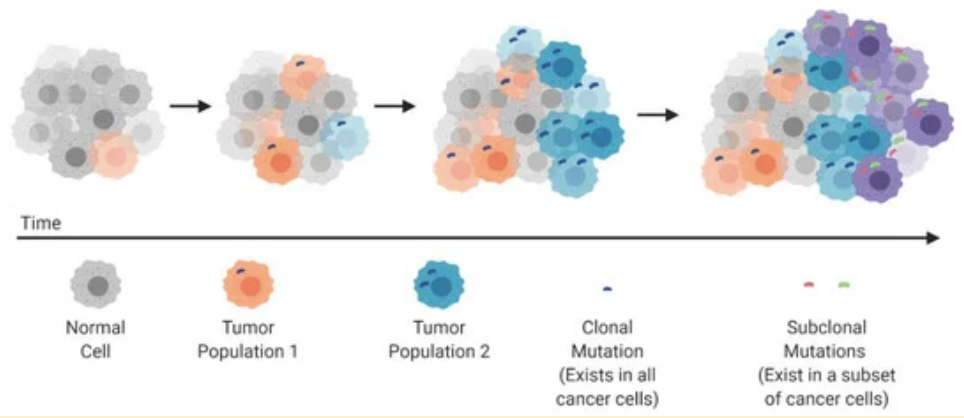 Time
Normal
Cell
Tumor
Population 1
Tumor
Population 2
Clonal
Mutation
(Exists in all
cancer cells)
Subclonal
Mutations
(Exist in a subset
of cancer cells)